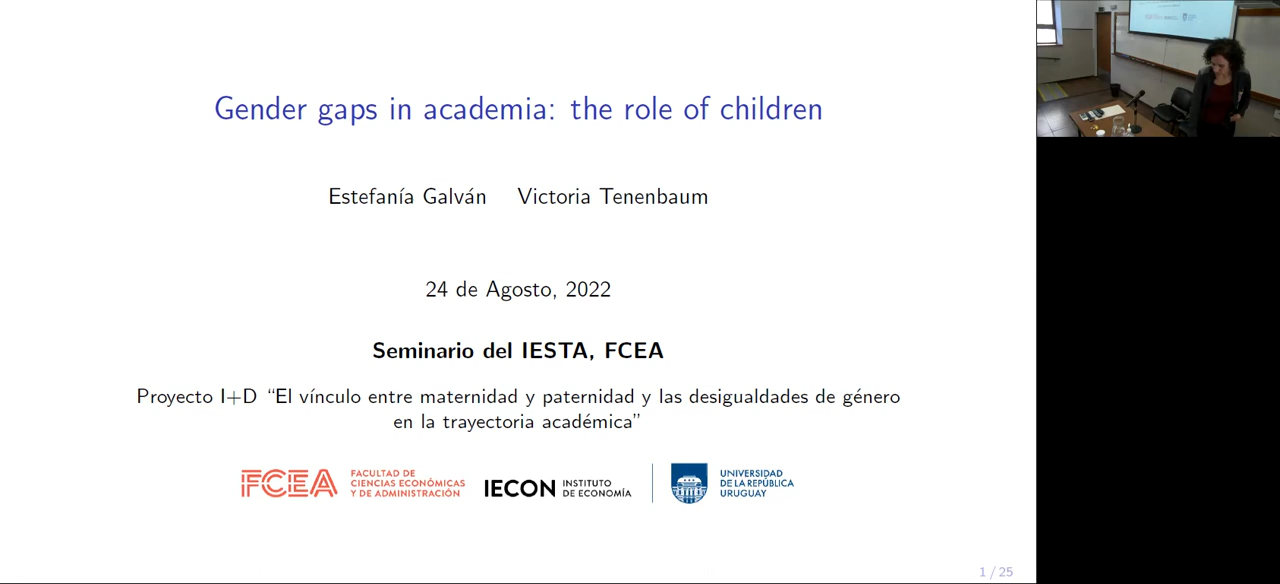 Gender gaps in academia: the role of children
Estefanía Galván Victoria Tenenbaum
24 de Agosto, 2022
Seminario del IESTA, FCEA
Proyecto I+D “El vínculo entre maternidad y paternidad y las desigualdades de género
en la trayectoria académica”
FCEA
FACULTAD DE
CIENCIAS ECONÓMICAS
Y DE ADMINISTRACIÓN
IECON
INSTITUTO
DE ECONOMÍA
UNIVERSIDAD
DE LA REPÚBLICA
URUGUAY
1 / 25